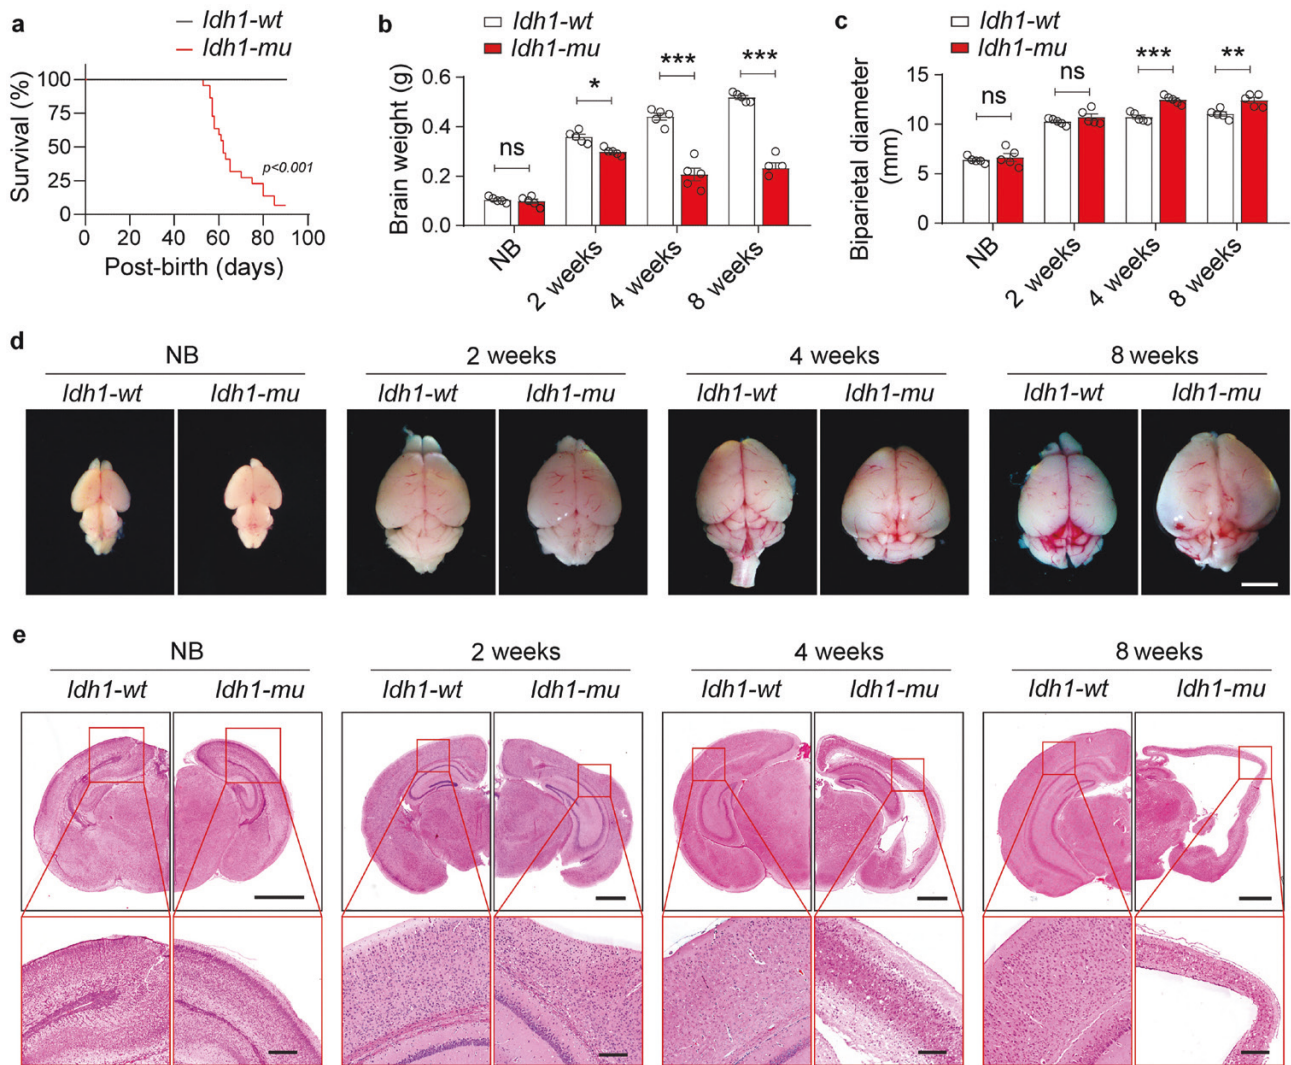 a
Idh1-wt
Idh1-mu
Survival (%)
100
75
50
25
0
p<0.001
0 20 40 60 80 100
Post-birth (days)
b
Idh1-wt
Idh1-mu
Brain weight (g)
0.6
0.4
0.2
0.0
ns
*
***
***
NB
2 weeks
4 weeks
8 weeks
c
Idh1-wt
Idh1-mu
Biparietal diameter
(mm)
15
10
5
0
ns
ns
***
**
NB
2 weeks
4 weeks
8 weeks
d
NB 2 weeks 4 weeks 8 weeks
Idh1-wt Idh1-mu Idh1-wt Idh1-mu Idh1-wt Idh1-mu Idh1-wt Idh1-mu
e
NB 2 weeks 4 weeks 8 weeks
Idh1-wt Idh1-mu Idh1-wt Idh1-mu Idh1-wt Idh1-mu Idh1-wt Idh1-mu